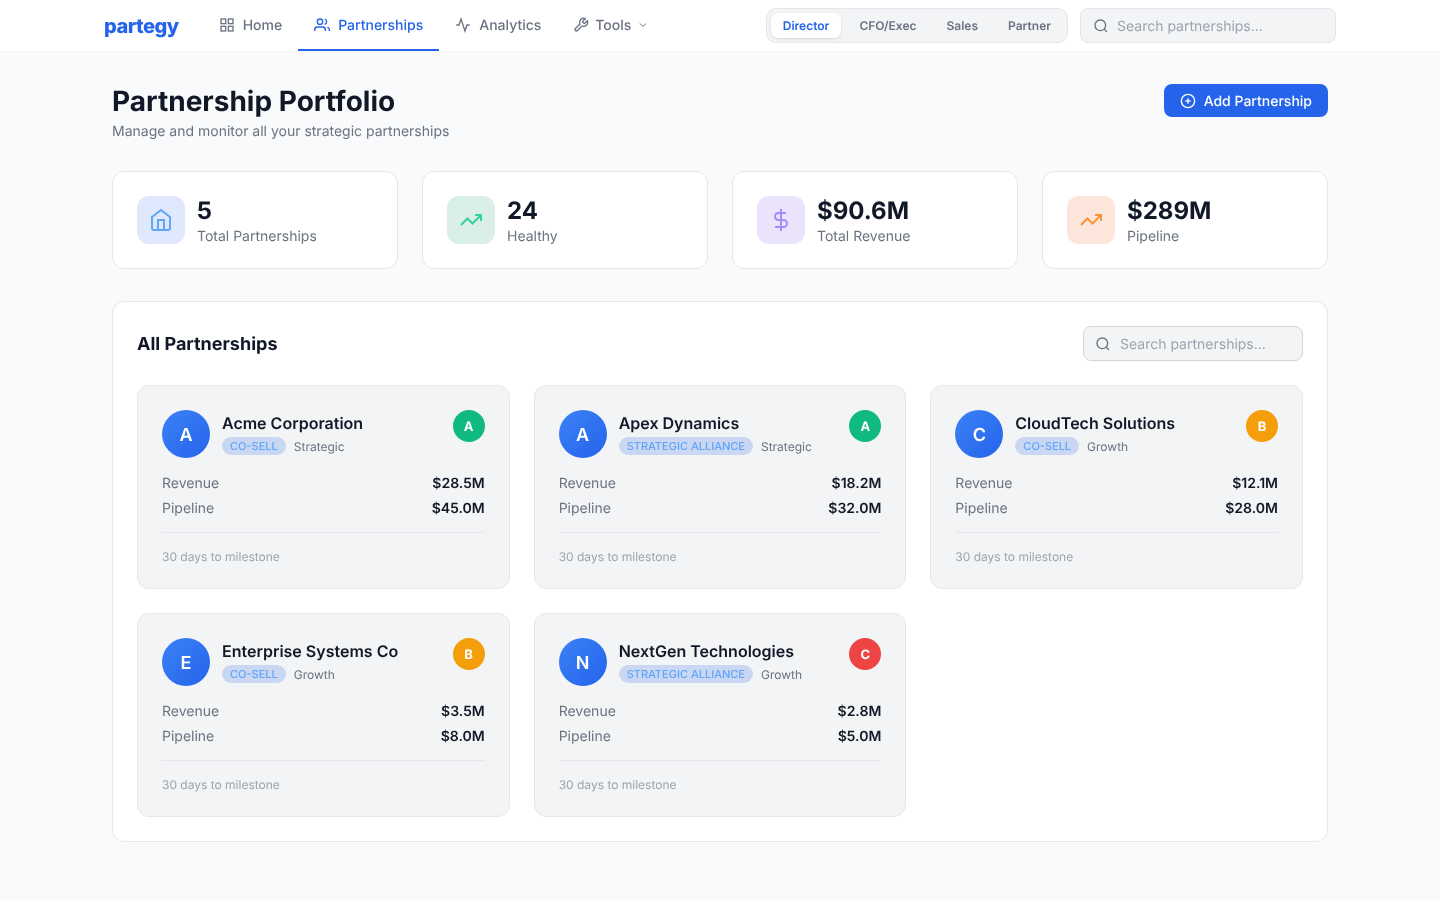 partegy Home Partnerships Analytics Tools Director CFO/Exec Sales Partner Search partnerships...
Partnership Portfolio
Add Partnership
Manage and monitor all your strategic partnerships
5
Total Partnerships
24
Healthy
$90.6M
Total Revenue
$289M
Pipeline
All Partnerships
Search partnerships...
A
Acme Corporation
A
CO-SELL Strategic
Revenue $28.5M
Pipeline $45.0M
30 days to milestone
A
Apex Dynamics
A
STRATEGIC ALLIANCE Strategic
Revenue $18.2M
Pipeline $32.0M
30 days to milestone
C
CloudTech Solutions
B
CO-SELL Growth
Revenue $12.1M
Pipeline $28.0M
30 days to milestone
E
Enterprise Systems Co
B
CO-SELL Growth
Revenue $3.5M
Pipeline $8.0M
30 days to milestone
N
NextGen Technologies
C
STRATEGIC ALLIANCE Growth
Revenue $2.8M
Pipeline $5.0M
30 days to milestone